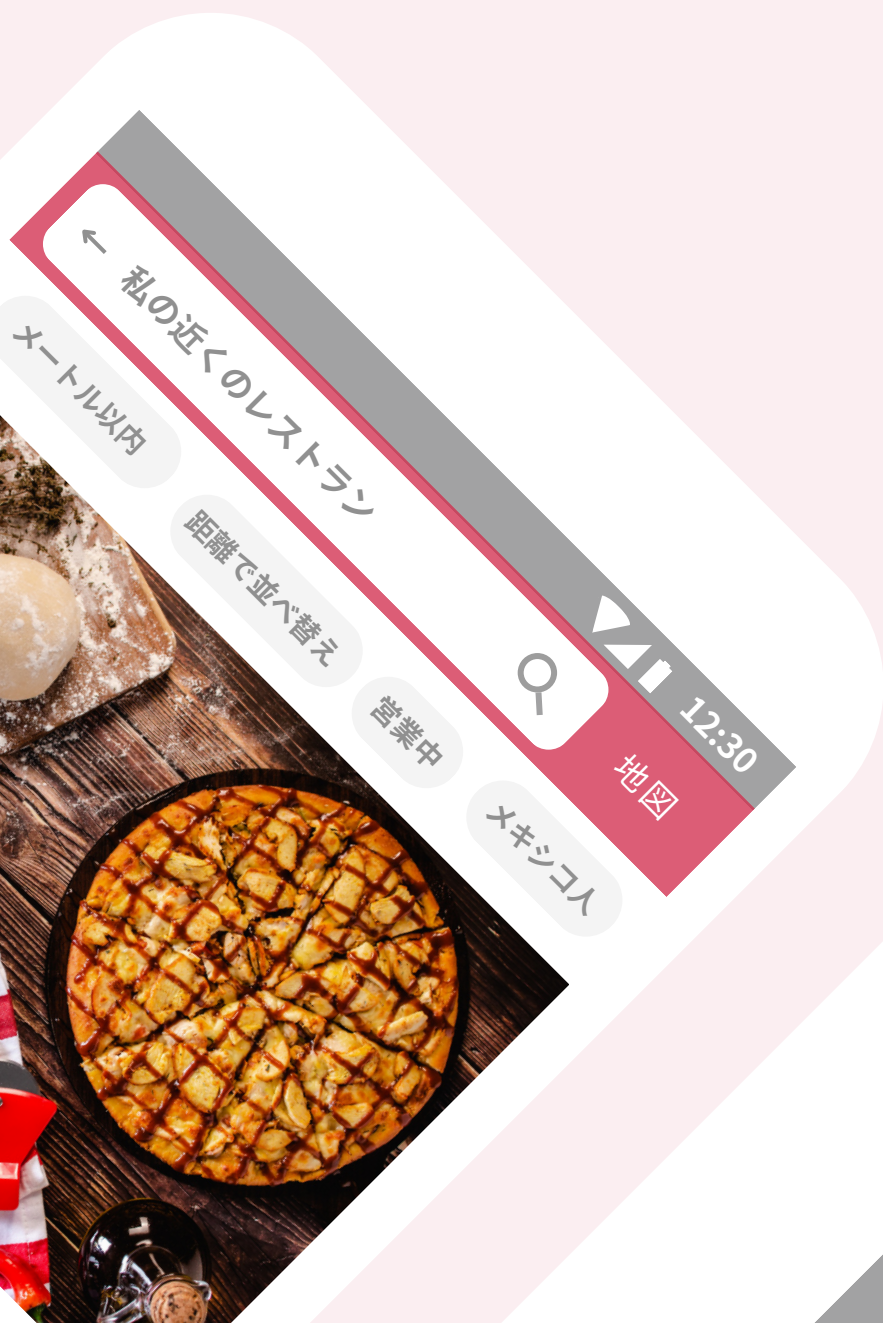 12:30
← 私の近くのレストラン
地図
メートル以内
距離で並べ替え
営業中
メキシコ人